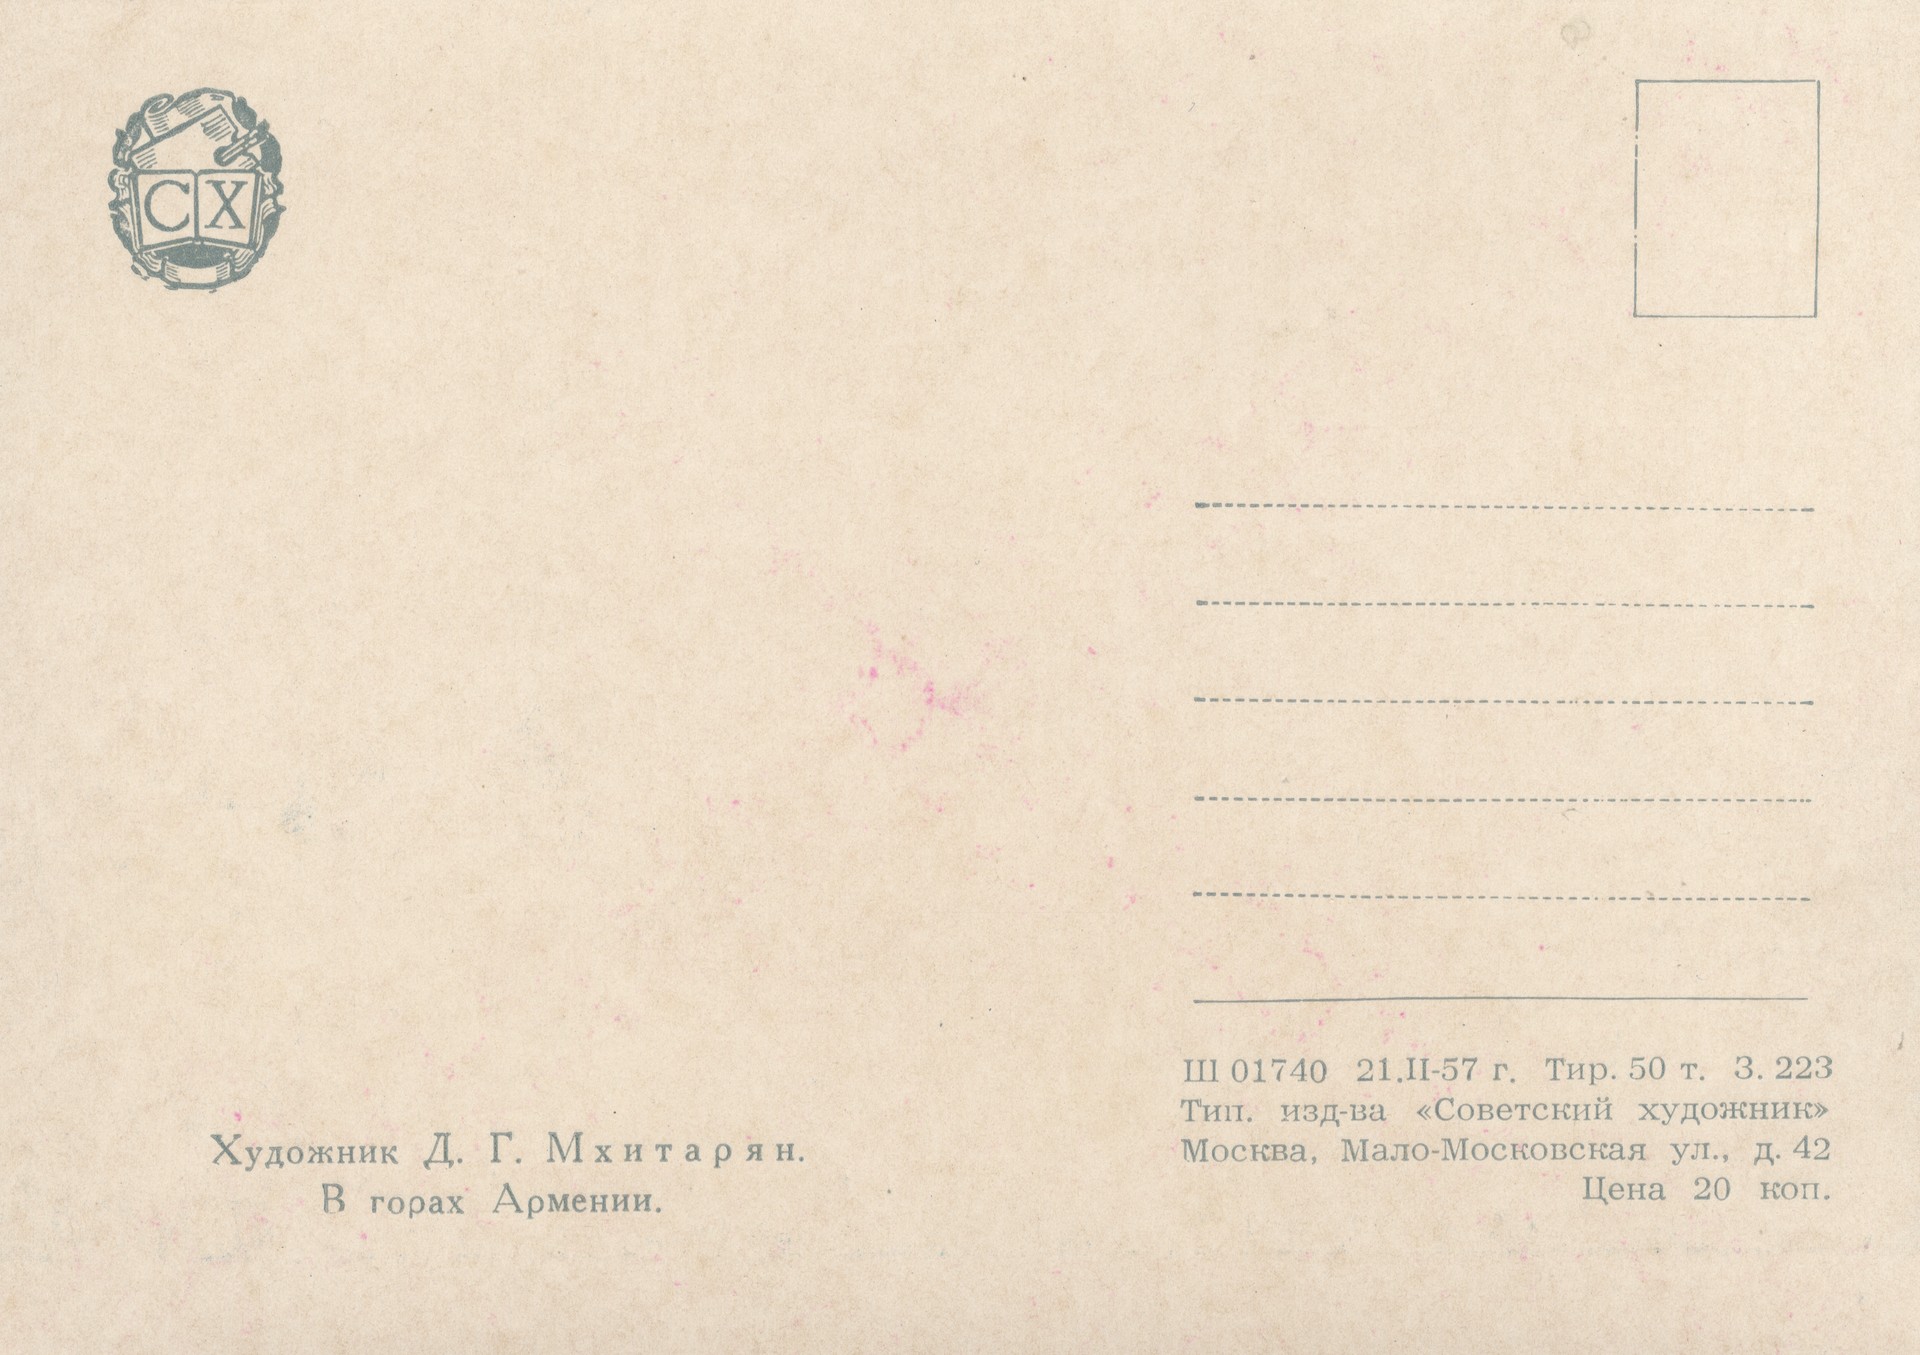 СХ
Художник Д. Г. Мхитарян.
В горах Армении.
Ш 01740 21.II-57 г. Тир. 50 т. З. 223
Тип. изд-ва «Советский художник»
Москва, Мало-Московская ул., д. 42
Цена 20 коп.